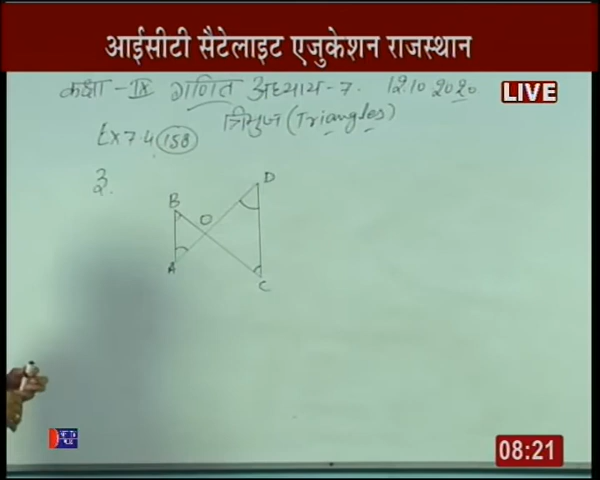 आईसीटी सैटेलाइट एजुकेशन राजस्थान
कक्षा - IX गणित अध्याय - 7. 12.10 2020
LIVE
त्रिभुज (Triangles)
Ex 7.4 158
3.
D
B
O
A
C
08:21